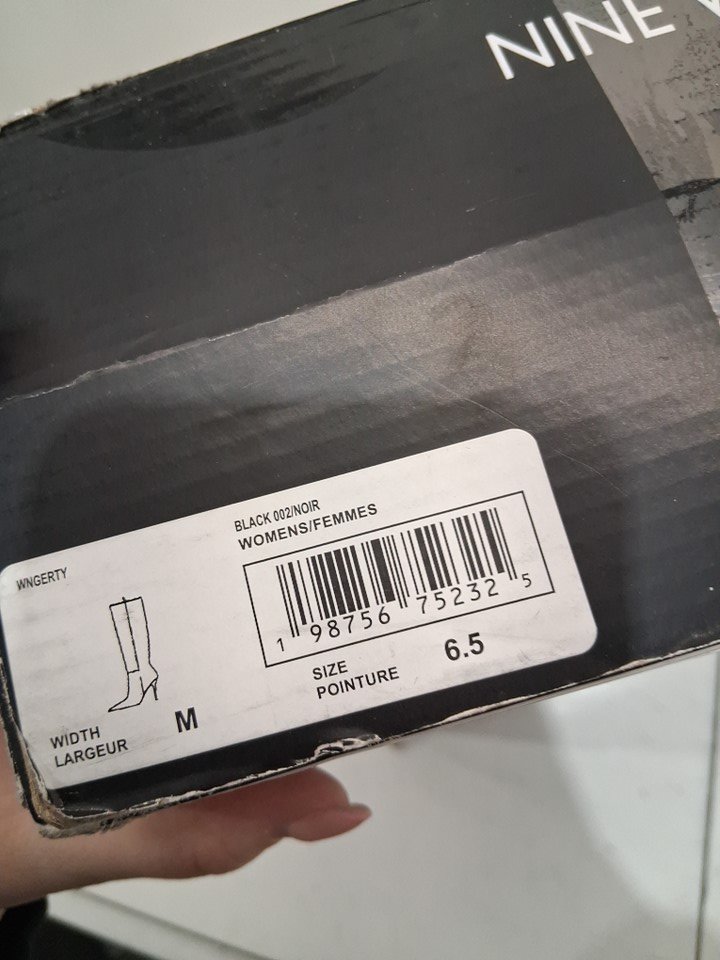 NINE
WNGERTY
BLACK 002/NOIR
WOMENS/FEMMES
1 98756 75232 5
SIZE 6.5
POINTURE
WIDTH M
LARGEUR